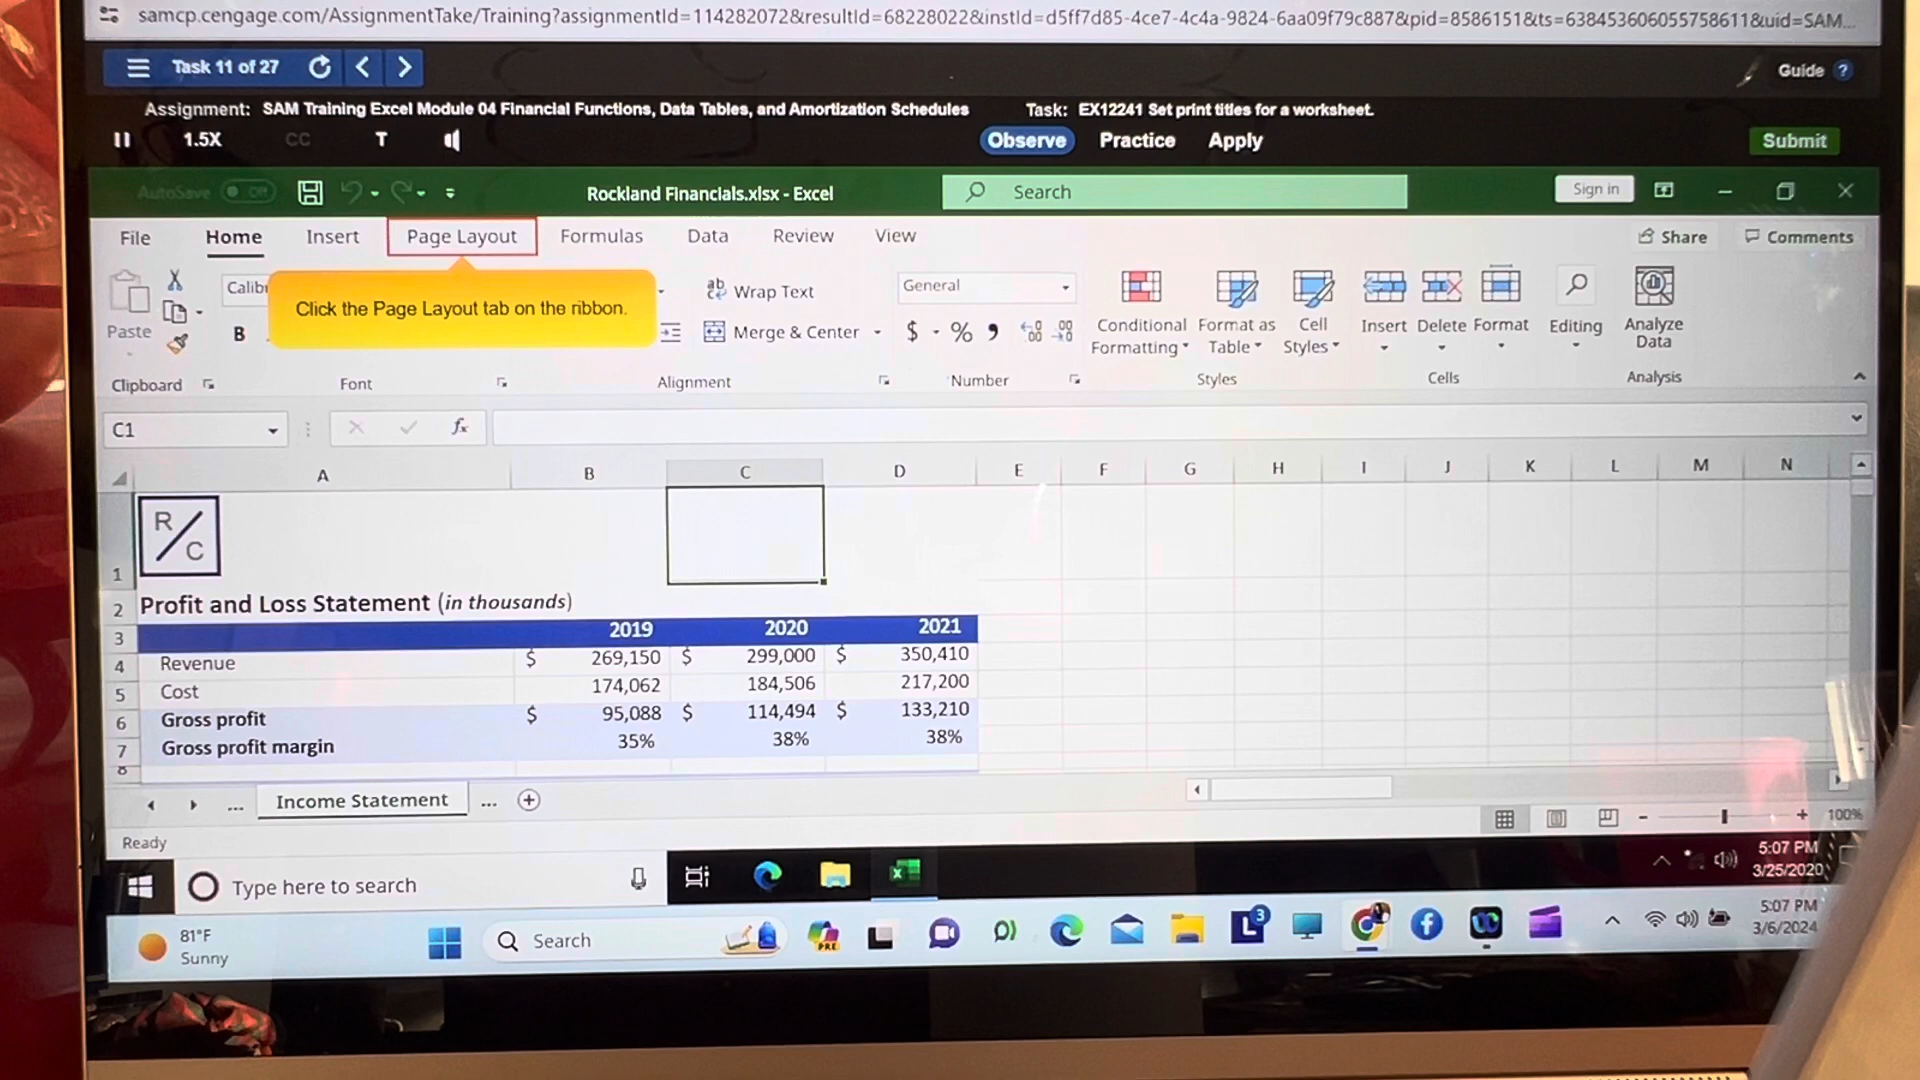 samcp.cengage.com/AssignmentTake/Training?assignmentId=114282072&resultId=68228022&instId=d5ff7d85-4ce7-4c4a-9824-6aa09f79c887&pid=8586151&ts=638453606055758611&uid=SAM...
Task 11 of 27
Guide ?
Assignment: SAM Training Excel Module 04 Financial Functions, Data Tables, and Amortization Schedules Task: EX12241 Set print titles for a worksheet.
1.5X CC T Observe Practice Apply Submit
AutoSave Off Rockland Financials.xlsx - Excel Search Sign in
File Home Insert Page Layout Formulas Data Review View Share Comments
Calib
Click the Page Layout tab on the ribbon.
ab Wrap Text General
Paste B Merge & Center $ % Conditional Formatting Format as Table Cell Styles Insert Delete Format Editing Analyze Data
Clipboard Font Alignment Number Styles Cells Analysis
C1 fx
A B C D E F G H I J K L M N
R/C
1
2 Profit and Loss Statement (in thousands)
3 2019 2020 2021
4 Revenue $ 269,150 $ 299,000 $ 350,410
5 Cost 174,062 184,506 217,200
6 Gross profit $ 95,088 $ 114,494 $ 133,210
7 Gross profit margin 35% 38% 38%
8
... Income Statement ... +
Ready - + 100%
Type here to search 5:07 PM
3/25/2020
81°F
Sunny
Search PRE L 3 5:07 PM
3/6/2024